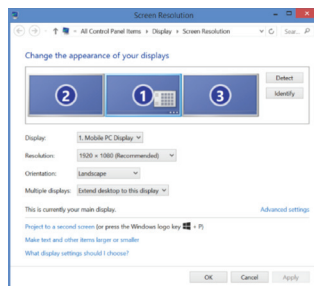 Screen Resolution
All Control Panel Items Display Screen Resolution
Sear...
Change the appearance of your displays
2 1 3
Detect
Identify
Display: 1. Mobile PC Display
Resolution: 1920 × 1080 (Recommended)
Orientation: Landscape
Multiple displays: Extend desktop to this display
This is currently your main display. Advanced settings
Project to a second screen (or press the Windows logo key + P)
Make text and other items larger or smaller
What display settings should I choose?
OK Cancel Apply